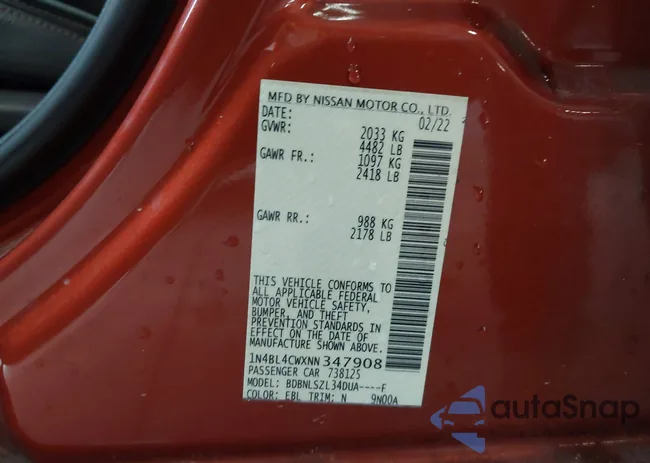 MFD BY NISSAN MOTOR CO., LTD.
DATE: 02/22
GVWR: 2033 KG
4482 LB
GAWR FR.: 1097 KG
2418 LB
GAWR RR.: 988 KG
2178 LB
THIS VEHICLE CONFORMS TO
ALL APPLICABLE FEDERAL
MOTOR VEHICLE SAFETY,
BUMPER, AND THEFT
PREVENTION STANDARDS IN
EFFECT ON THE DATE OF
MANUFACTURE SHOWN ABOVE.
1N4BL4CWXNN347908
PASSENGER CAR 738125
MODEL: BDBNLSZL34DUA----F
COLOR: EBL TRIM: N 9N00A
autoSnap